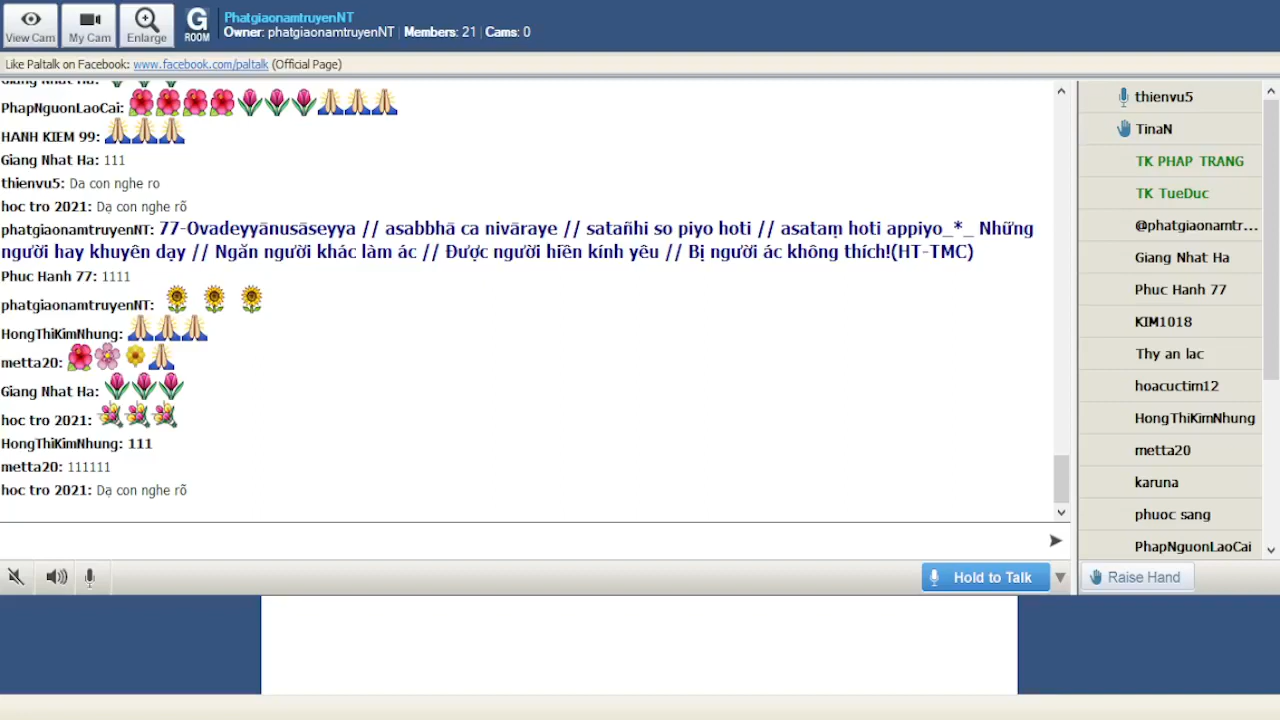 View Cam
My Cam
Enlarge
G
ROOM
PhatgiaonamtruyenNT
Owner: phatgiaonamtruyenNT | Members: 21 | Cams: 0
Like Paltalk on Facebook: www.facebook.com/paltalk (Official Page)
Giang Nhat Ha:
PhapNguonLaoCai:
HANH KIEM 99:
Giang Nhat Ha: 111
thienvu5: Da con nghe ro
hoc tro 2021: Dạ con nghe rõ
phatgiaonamtruyenNT: 77-Ovadeyyānusāseyya // asabbhā ca nivāraye // satañhi so piyo hoti // asataṃ hoti appiyo_*_ Những
người hay khuyên dạy // Ngăn người khác làm ác // Được người hiền kính yêu // Bị người ác không thích!(HT-TMC)
Phuc Hanh 77: 1111
phatgiaonamtruyenNT:
HongThiKimNhung:
metta20:
Giang Nhat Ha:
hoc tro 2021:
HongThiKimNhung: 111
metta20: 111111
hoc tro 2021: Dạ con nghe rõ
Hold to Talk
thienvu5
TinaN
TK PHAP TRANG
TK TueDuc
@phatgiaonamtr...
Giang Nhat Ha
Phuc Hanh 77
KIM1018
Thy an lac
hoacuctim12
HongThiKimNhung
metta20
karuna
phuoc sang
PhapNguonLaoCai
Raise Hand